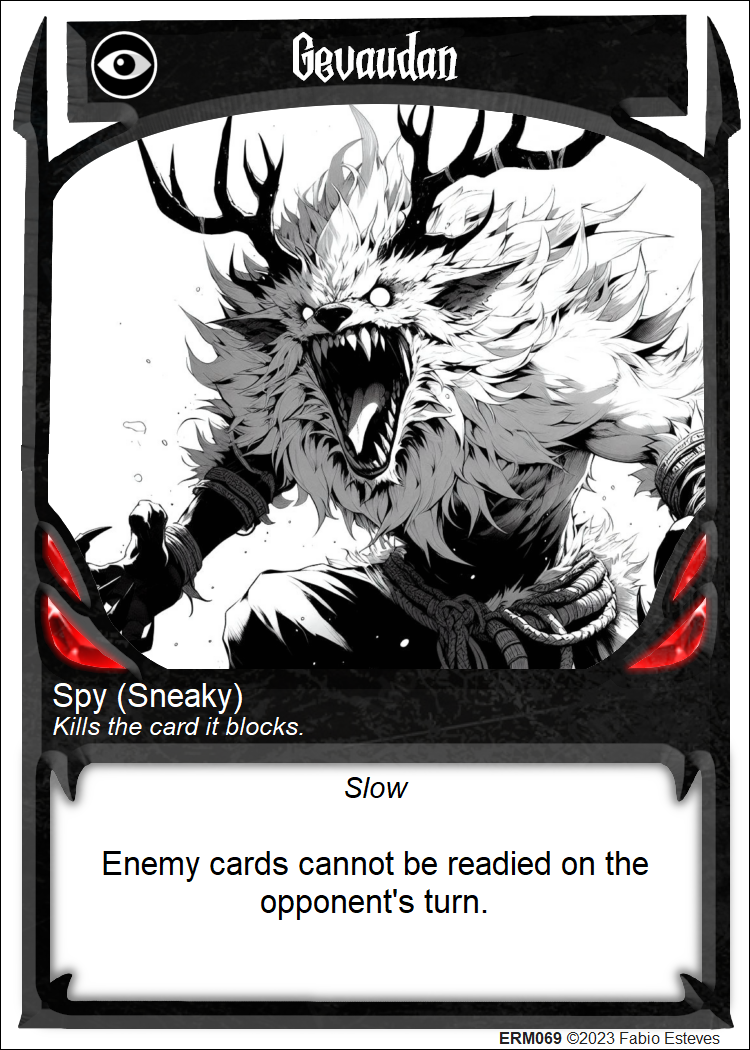 Gevaudan
Spy (Sneaky)
Kills the card it blocks.
Slow
Enemy cards cannot be readied on the
opponent's turn.
ERM069 ©2023 Fabio Esteves